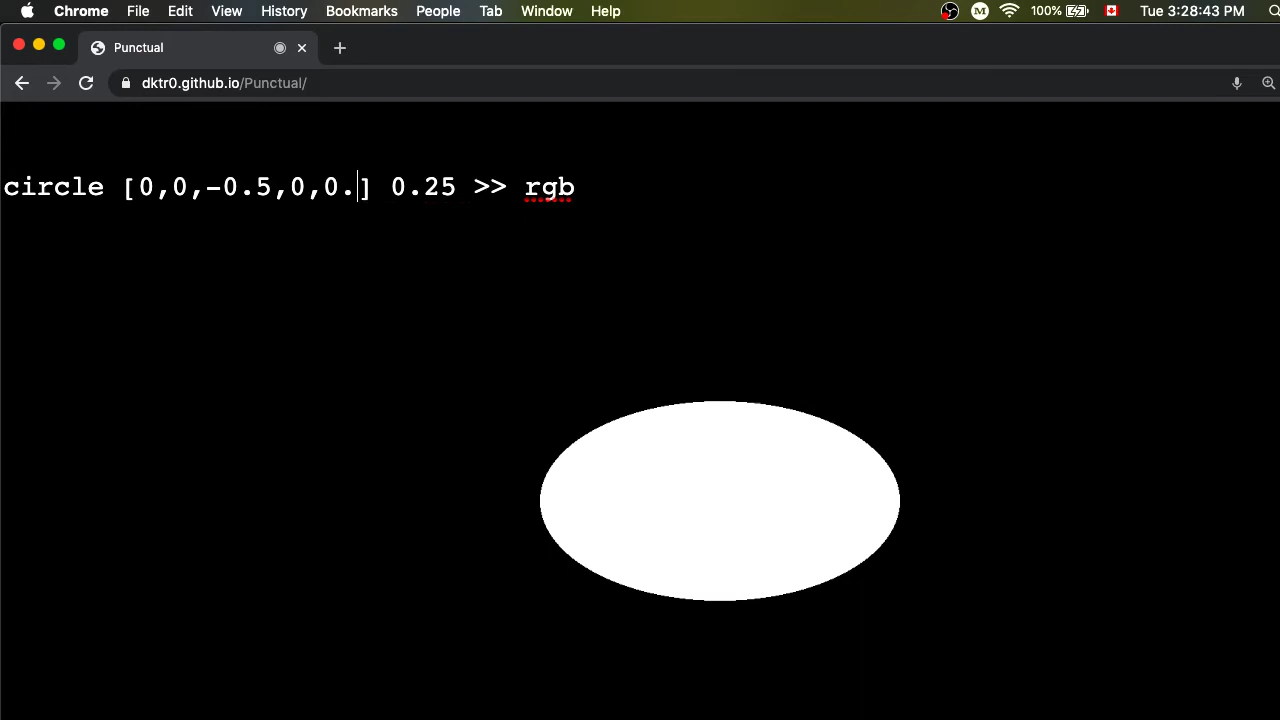 Chrome File Edit View History Bookmarks People Tab Window Help M 100% Tue 3:28:43 PM
Punctual
dktr0.github.io/Punctual/
circle [0,0,-0.5,0,0.] 0.25 >> rgb